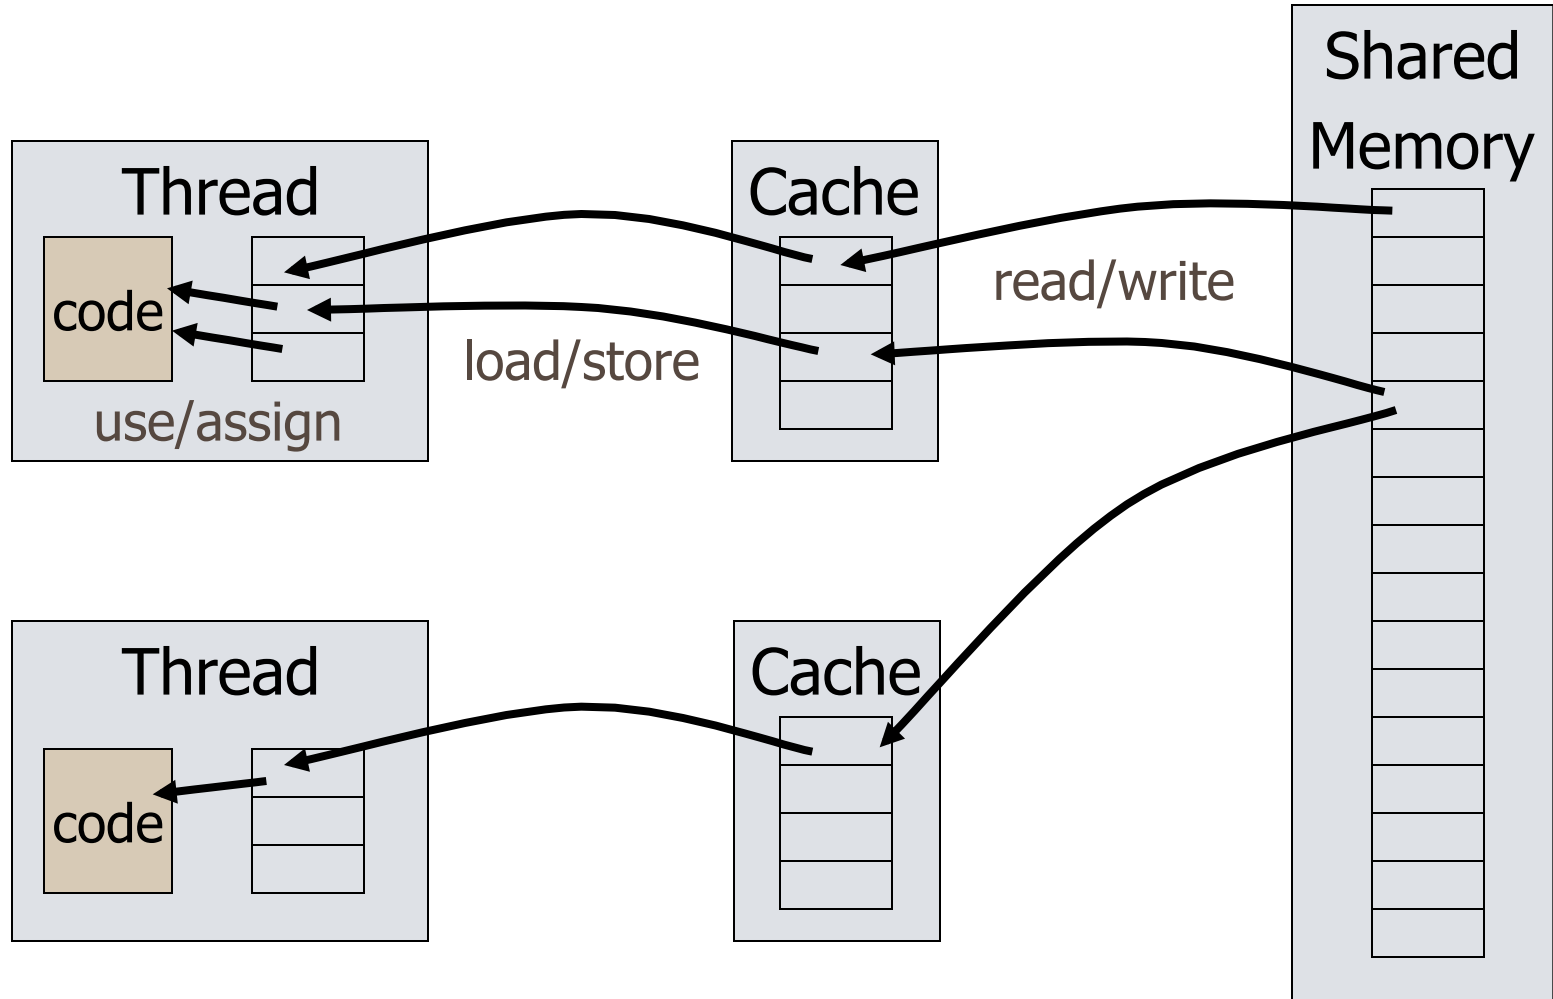 Shared
Memory
Thread
Cache
code
read/write
load/store
use/assign
Thread
Cache
code